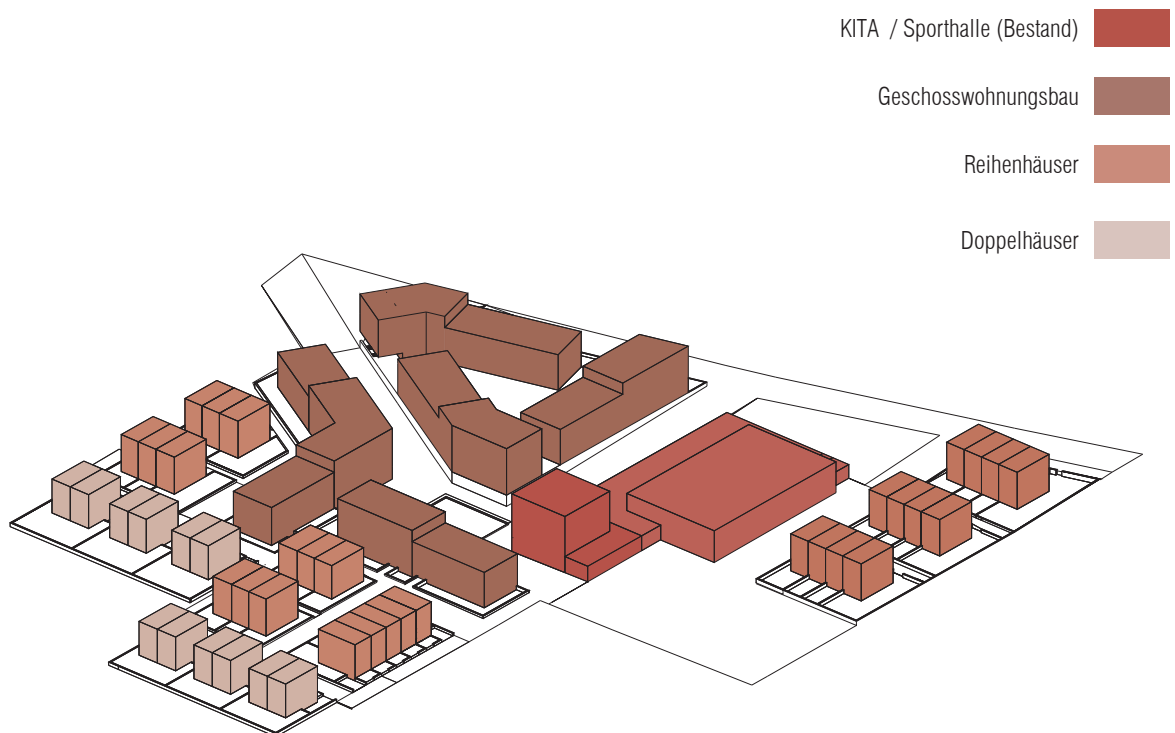 KITA / Sporthalle (Bestand)
Geschosswohnungsbau
Reihenhäuser
Doppelhäuser